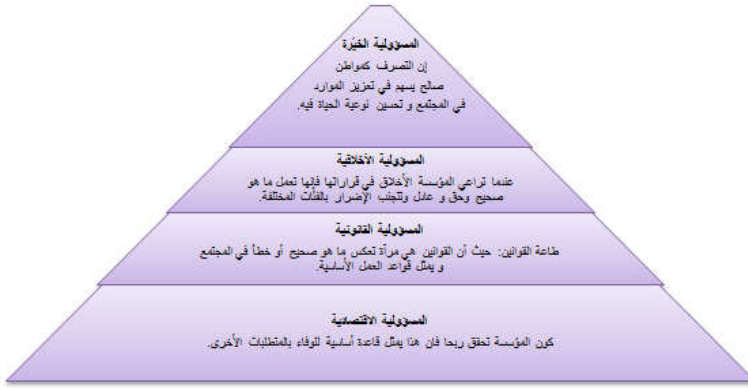 المسؤولية الخيّرة
إن التصرف كمواطن
صالح يسهم في تعزيز الموارد
في المجتمع و تحسين نوعية الحياة فيه.
المسؤولية الأخلاقية
عندما تراعي المؤسسة الأخلاق في قراراتها فإنها تعمل ما هو
صحيح وحق و عادل وتتجنب الإضرار بالفئات المختلفة.
المسؤولية القانونية
طاعة القوانين: حيث أن القوانين هي مرآة تعكس ما هو صحيح أو خطأ في المجتمع
و يمثل قواعد العمل الأساسية.
المسؤولية الاقتصادية
كون المؤسسة تحقق ربحا فان هذا يمثل قاعدة أساسية للوفاء بالمتطلبات الأخرى.